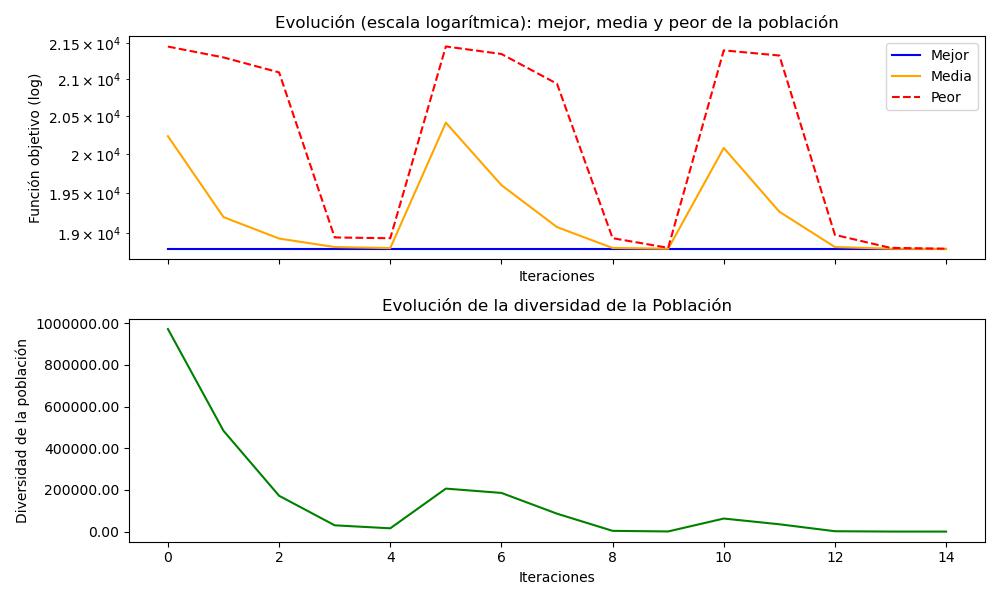 Evolución (escala logarítmica): mejor, media y peor de la población
Función objetivo (log)
2.15 × 10⁴
2.1 × 10⁴
2.05 × 10⁴
2 × 10⁴
1.95 × 10⁴
1.9 × 10⁴
Mejor
Media
Peor
Iteraciones
Evolución de la diversidad de la Población
Diversidad de la población
1000000.00
800000.00
600000.00
400000.00
200000.00
0.00
0 2 4 6 8 10 12 14
Iteraciones